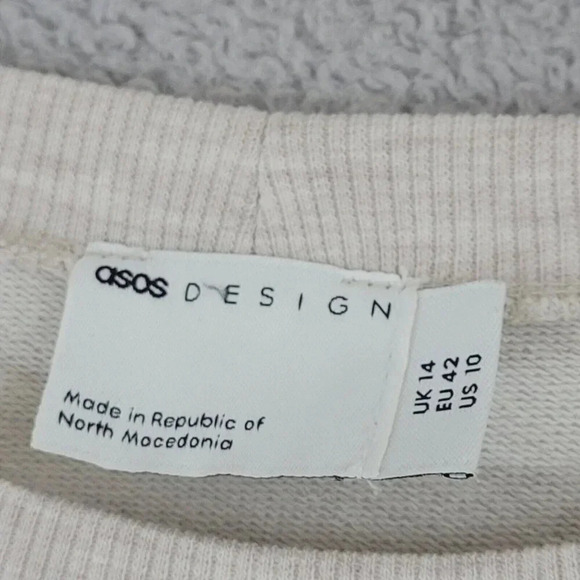 asos DESIGN
Made in Republic of
North Macedonia
UK 14
EU 42
US 10